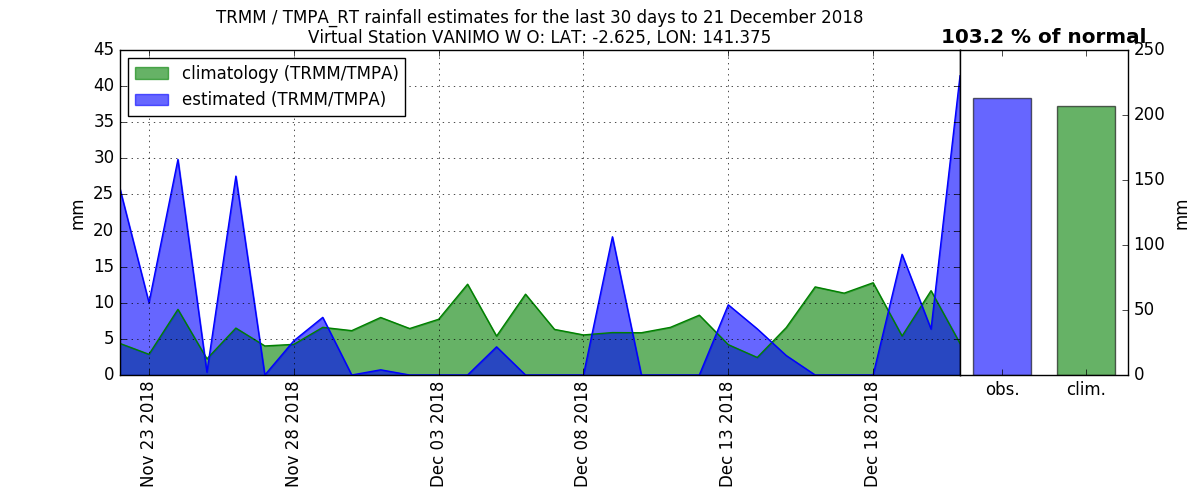 TRMM / TMPA_RT rainfall estimates for the last 30 days to 21 December 2018
Virtual Station VANIMO W O: LAT: -2.625, LON: 141.375
103.2 % of normal
climatology (TRMM/TMPA)
estimated (TRMM/TMPA)
45
40
35
30
25
20
15
10
5
0
mm
Nov 23 2018
Nov 28 2018
Dec 03 2018
Dec 08 2018
Dec 13 2018
Dec 18 2018
obs.
clim.
250
200
150
100
50
0
mm